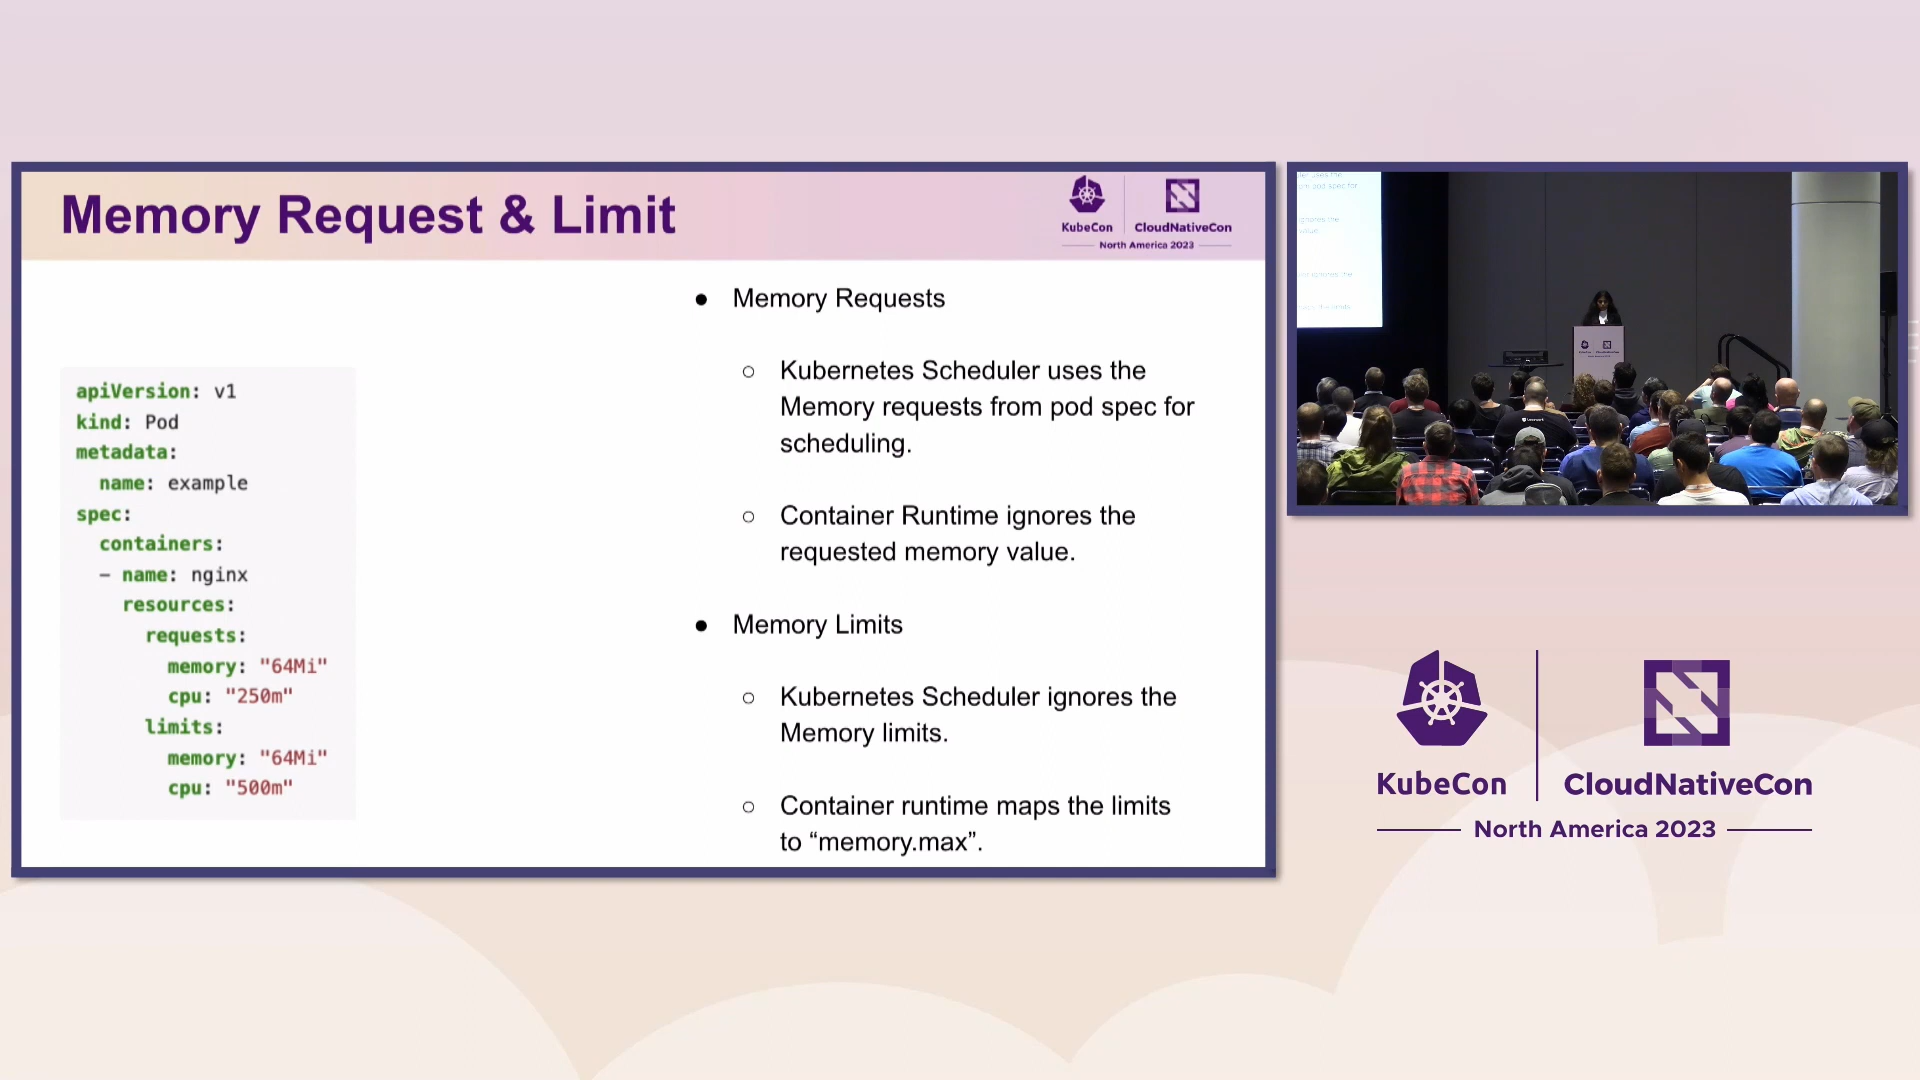 Memory Request & Limit
KubeCon
CloudNativeCon
North America 2023
apiVersion: v1
kind: Pod
metadata:
name: example
spec:
containers:
- name: nginx
resources:
requests:
memory: "64Mi"
cpu: "250m"
limits:
memory: "64Mi"
cpu: "500m"
● Memory Requests
○ Kubernetes Scheduler uses the
Memory requests from pod spec for
scheduling.
○ Container Runtime ignores the
requested memory value.
● Memory Limits
○ Kubernetes Scheduler ignores the
Memory limits.
○ Container runtime maps the limits
to “memory.max”.
KubeCon
CloudNativeCon
North America 2023